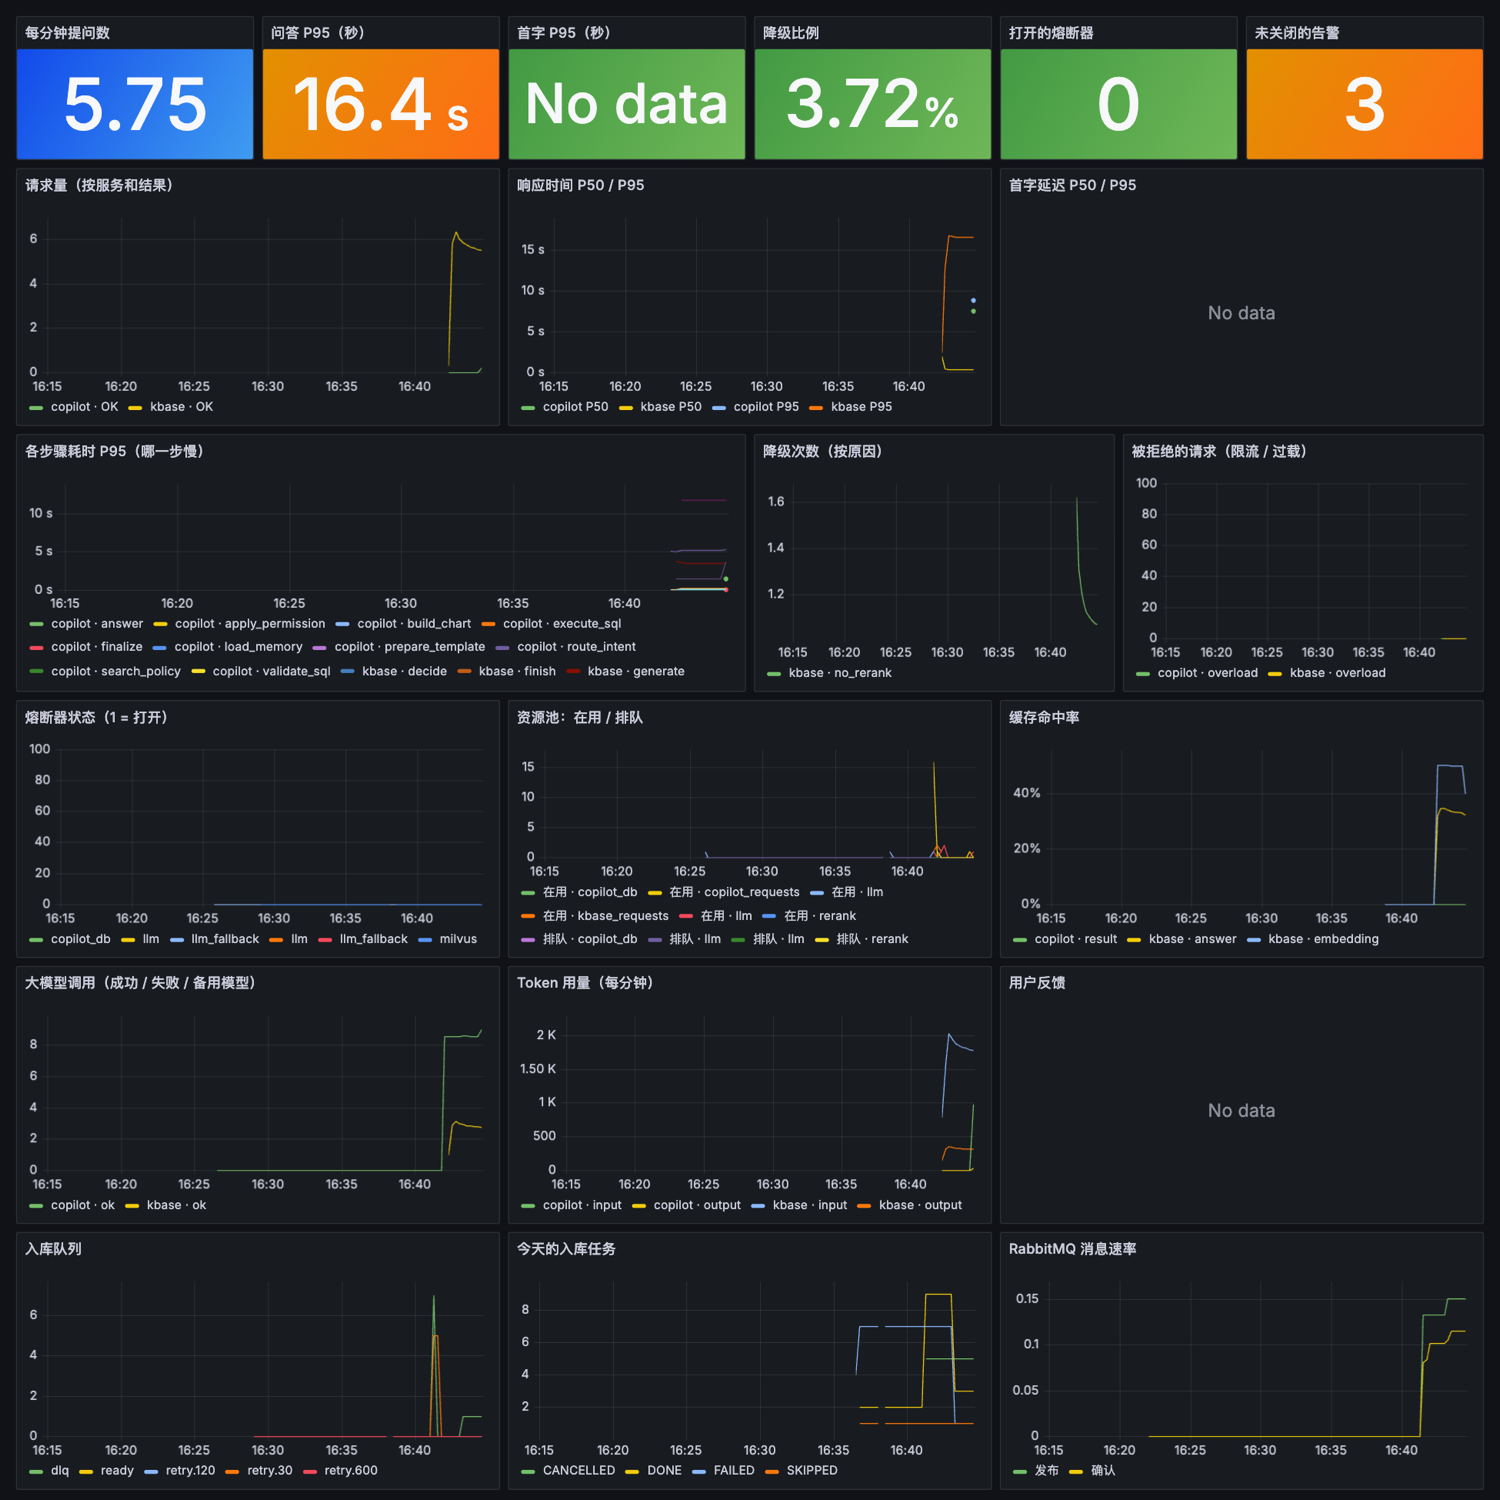 每分钟提问数
5.75
问答 P95（秒）
16.4 s
首字 P95（秒）
No data
降级比例
3.72%
打开的熔断器
0
未关闭的告警
3
请求量（按服务和结果）
6
4
2
0
16:15 16:20 16:25 16:30 16:35 16:40
copilot · OK kbase · OK
响应时间 P50 / P95
15 s
10 s
5 s
0 s
16:15 16:20 16:25 16:30 16:35 16:40
copilot P50 kbase P50 copilot P95 kbase P95
首字延迟 P50 / P95
No data
各步骤耗时 P95（哪一步慢）
10 s
5 s
0 s
16:15 16:20 16:25 16:30 16:35 16:40
copilot · answer copilot · apply_permission copilot · build_chart copilot · execute_sql
copilot · finalize copilot · load_memory copilot · prepare_template copilot · route_intent
copilot · search_policy copilot · validate_sql kbase · decide kbase · finish kbase · generate
降级次数（按原因）
1.6
1.4
1.2
16:15 16:20 16:25 16:30 16:35 16:40
kbase · no_rerank
被拒绝的请求（限流 / 过载）
100
80
60
40
20
0
16:15 16:20 16:25 16:30 16:35 16:40
copilot · overload kbase · overload
熔断器状态（1 = 打开）
100
80
60
40
20
0
16:15 16:20 16:25 16:30 16:35 16:40
copilot_db llm llm_fallback llm llm_fallback milvus
资源池：在用 / 排队
15
10
5
0
16:15 16:20 16:25 16:30 16:35 16:40
在用 · copilot_db 在用 · copilot_requests 在用 · llm
在用 · kbase_requests 在用 · llm 在用 · rerank
排队 · copilot_db 排队 · llm 排队 · llm 排队 · rerank
缓存命中率
40%
20%
0%
16:15 16:20 16:25 16:30 16:35 16:40
copilot · result kbase · answer kbase · embedding
大模型调用（成功 / 失败 / 备用模型）
8
6
4
2
0
16:15 16:20 16:25 16:30 16:35 16:40
copilot · ok kbase · ok
Token 用量（每分钟）
2 K
1.50 K
1 K
500
0
16:15 16:20 16:25 16:30 16:35 16:40
copilot · input copilot · output kbase · input kbase · output
用户反馈
No data
入库队列
6
4
2
0
16:15 16:20 16:25 16:30 16:35 16:40
dlq ready retry.120 retry.30 retry.600
今天的入库任务
8
6
4
2
16:15 16:20 16:25 16:30 16:35 16:40
CANCELLED DONE FAILED SKIPPED
RabbitMQ 消息速率
0.15
0.1
0.05
0
16:15 16:20 16:25 16:30 16:35 16:40
发布 确认